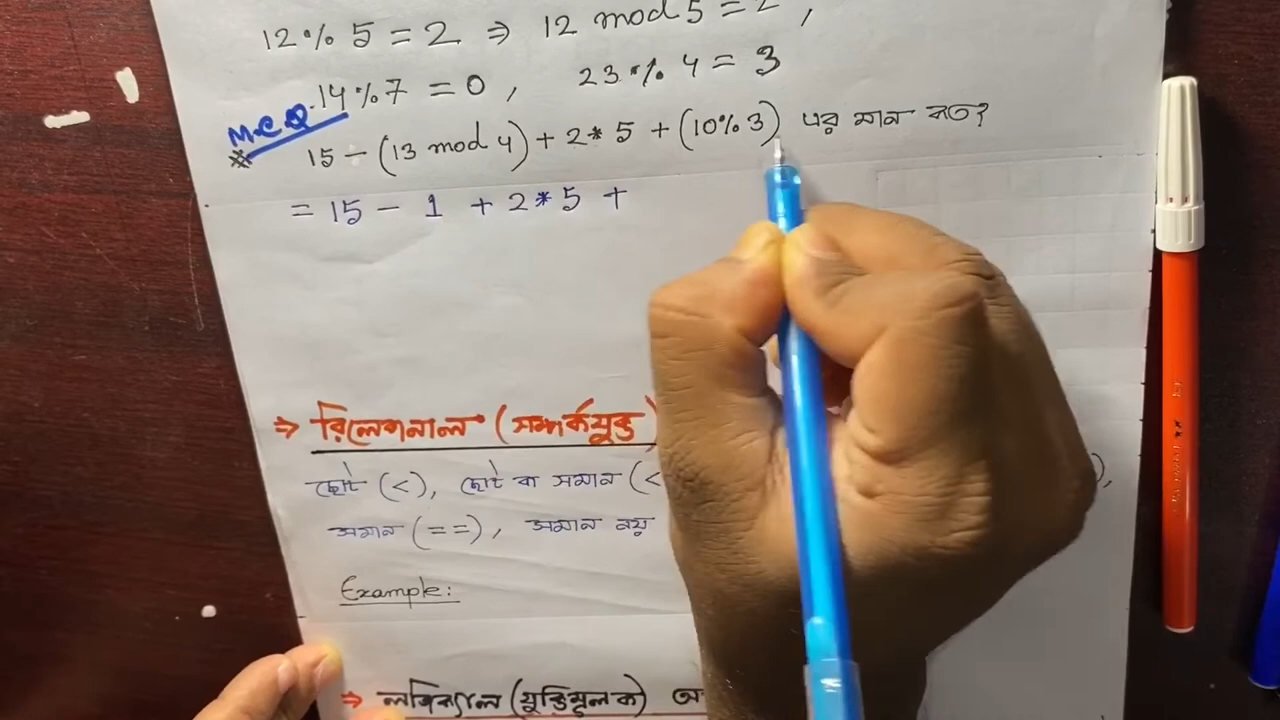 12% 5 = 2 ⇒ 12 mod 5 = 2 ,
14%7 = 0 , 23 % 4 = 3
M.C.Q
※ 15 - (13 mod 4) + 2 * 5 + (10% 3) এর মান কত?
= 15 - 1 + 2 * 5 +
⇒ রিলেশনাল (সম্পর্কযুক্ত)
ছোট (<), ছোট বা সমান (< ),
সমান (==), সমান নয়
Example:
⇒ লজিক্যাল (যুক্তিমূলক)